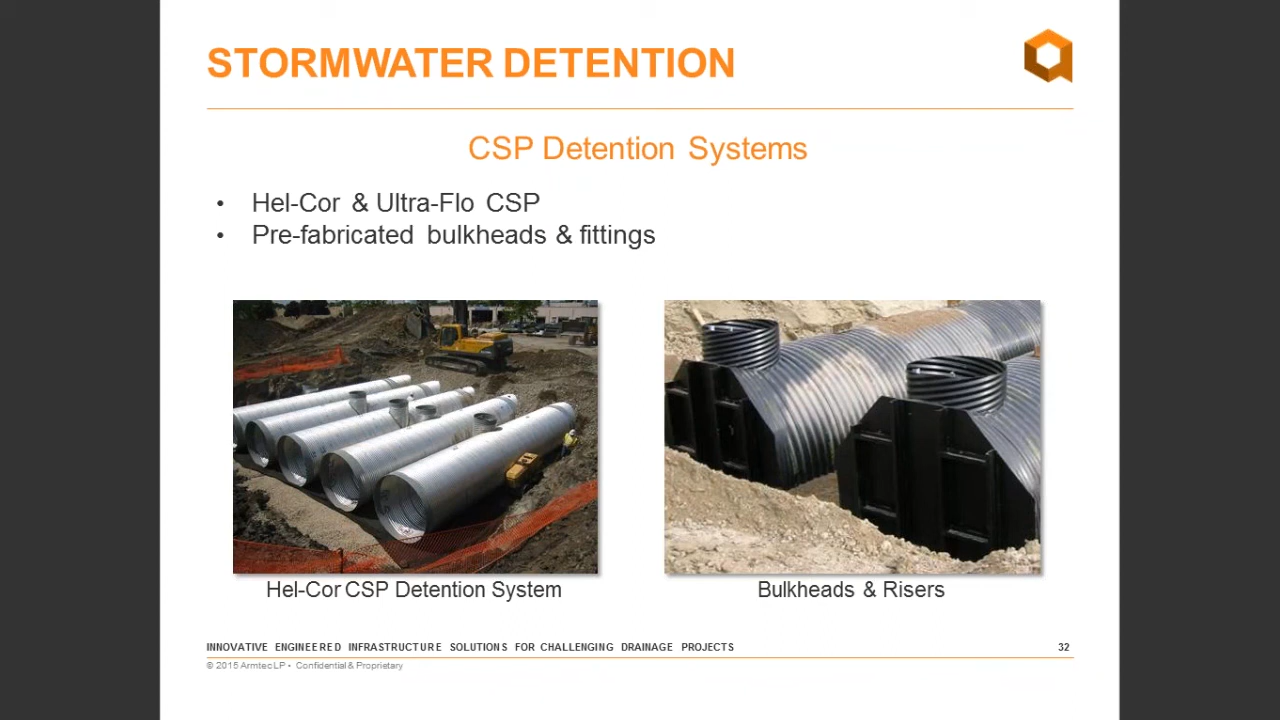 STORMWATER DETENTION
CSP Detention Systems
• Hel-Cor & Ultra-Flo CSP
• Pre-fabricated bulkheads & fittings
Hel-Cor CSP Detention System
Bulkheads & Risers
INNOVATIVE ENGINEERED INFRASTRUCTURE SOLUTIONS FOR CHALLENGING DRAINAGE PROJECTS 32
© 2015 Armtec LP • Confidential & Proprietary